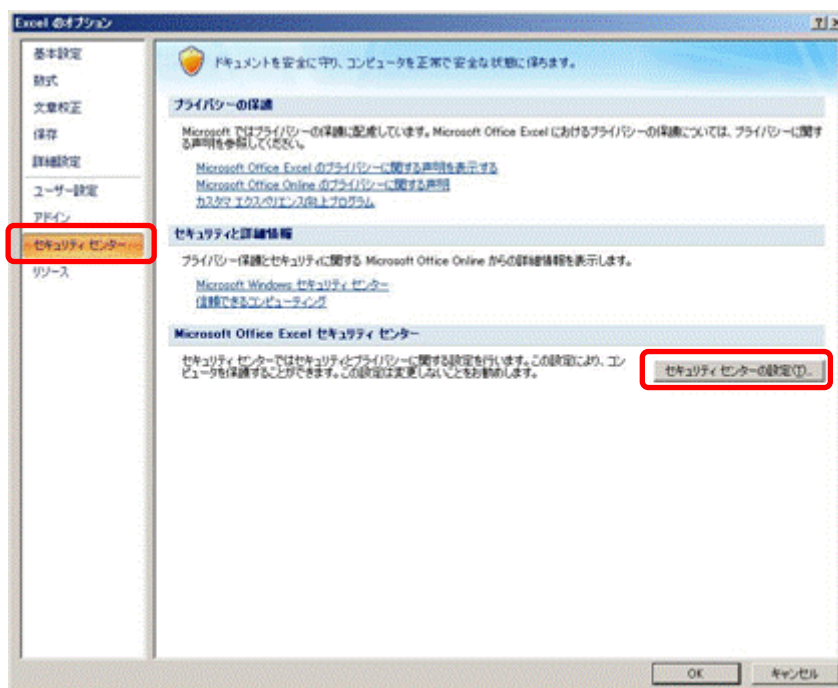 Excel のオプション
基本設定
数式
文章校正
保存
詳細設定
ユーザー設定
アドイン
セキュリティ センター
リソース
ドキュメントを安全に守り、コンピュータを正常で安全な状態に保ちます。
プライバシーの保護
Microsoft ではプライバシーの保護に配慮しています。Microsoft Office Excel におけるプライバシーの保護については、プライバシーに関す
る声明を参照してください。
Microsoft Office Excel のプライバシーに関する声明を表示する
Microsoft Office Online のプライバシーに関する声明
カスタマ エクスペリエンス向上プログラム
セキュリティと詳細情報
プライバシー保護とセキュリティに関する Microsoft Office Online からの詳細情報を表示します。
Microsoft Windows セキュリティ センター
信頼できるコンピューティング
Microsoft Office Excel セキュリティ センター
セキュリティ センターではセキュリティとプライバシーに関する設定を行います。この設定により、コン
ピュータを保護することができます。この設定は変更しないことをお勧めします。
セキュリティ センターの設定(T)...
OK
キャンセル